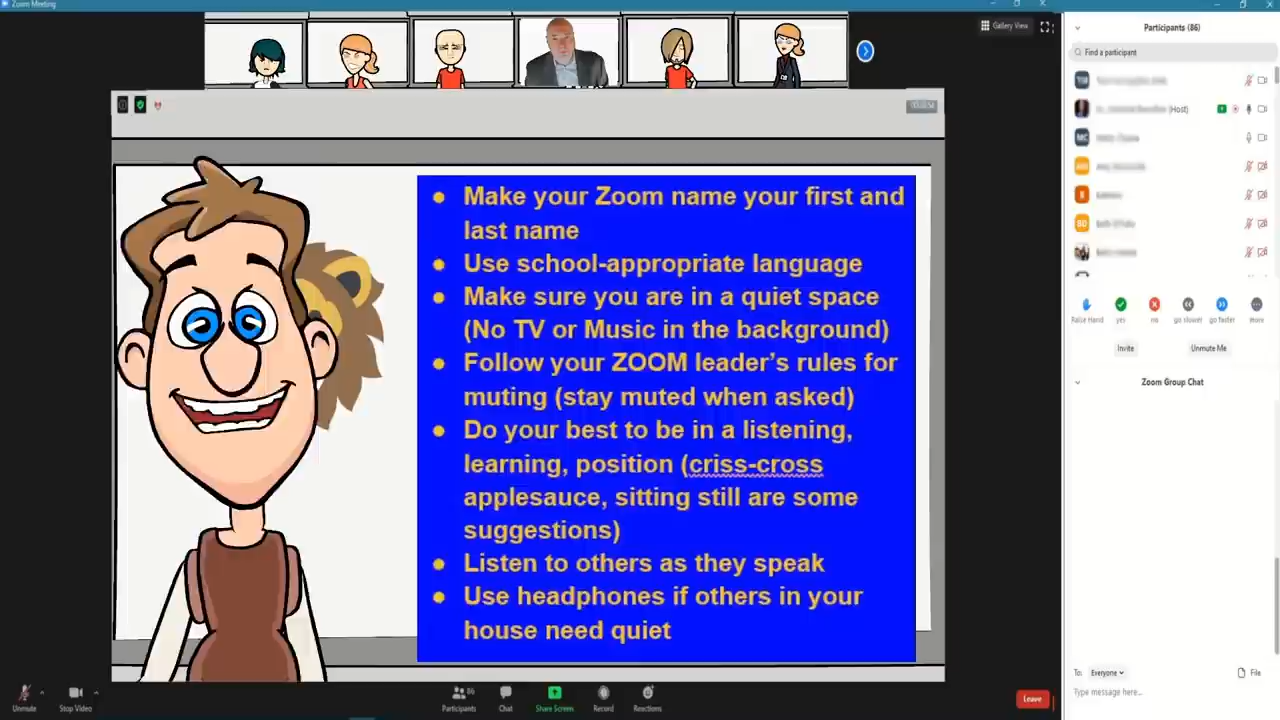 Zoom Meeting
Gallery View
Participants (86)
Find a participant
(Host)
Make your Zoom name your first and
last name
Use school-appropriate language
Make sure you are in a quiet space
(No TV or Music in the background)
Follow your ZOOM leader’s rules for
muting (stay muted when asked)
Do your best to be in a listening,
learning, position (criss-cross
applesauce, sitting still are some
suggestions)
Listen to others as they speak
Use headphones if others in your
house need quiet
MC
BD
Raise Hand yes no go slower go faster more
Invite Unmute Me
Zoom Group Chat
To: Everyone File
Type message here...
Unmute Stop Video Participants 86 Chat Share Screen Record Reactions Leave